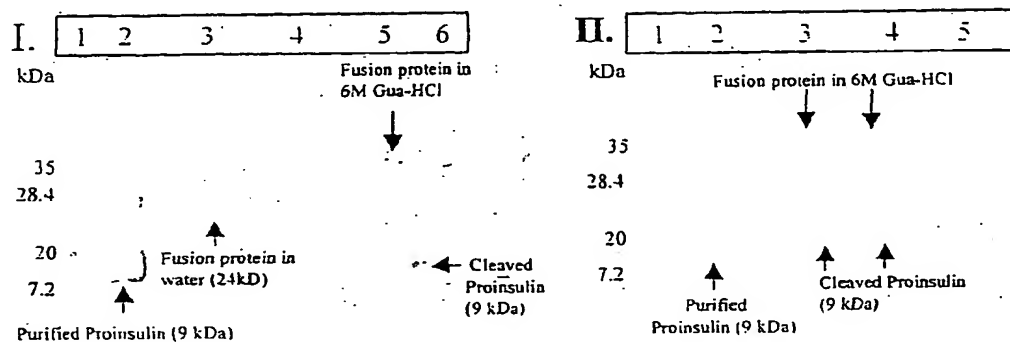 I. 1 2 3 4 5 6
kDa
Fusion protein in
6M Gua-HCl
35
28.4
20
7.2
Fusion protein in
water (24kD)
Cleaved
Proinsulin
(9 kDa)
Purified Proinsulin (9 kDa)
II. 1 2 3 4 5
kDa
Fusion protein in 6M Gua-HCl
35
28.4
20
7.2
Purified
Proinsulin (9 kDa)
Cleaved Proinsulin
(9 kDa)